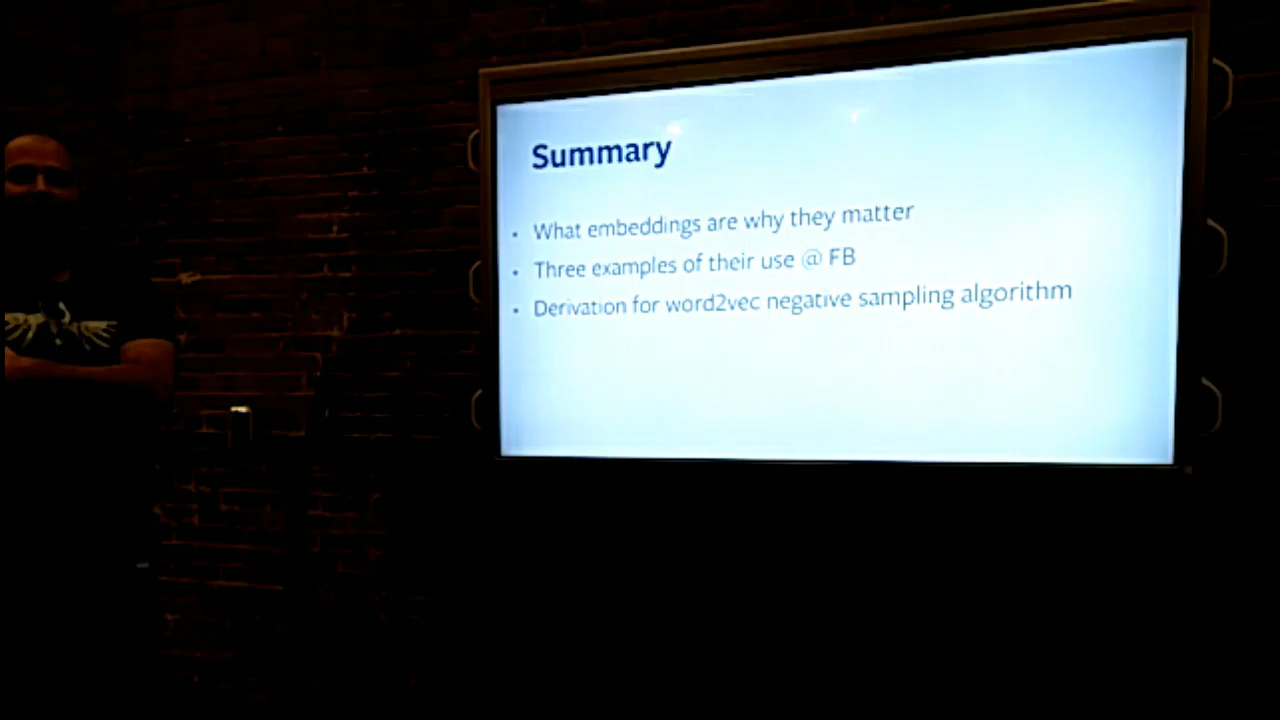 Summary
• What embeddings are why they matter
• Three examples of their use @ FB
• Derivation for word2vec negative sampling algorithm